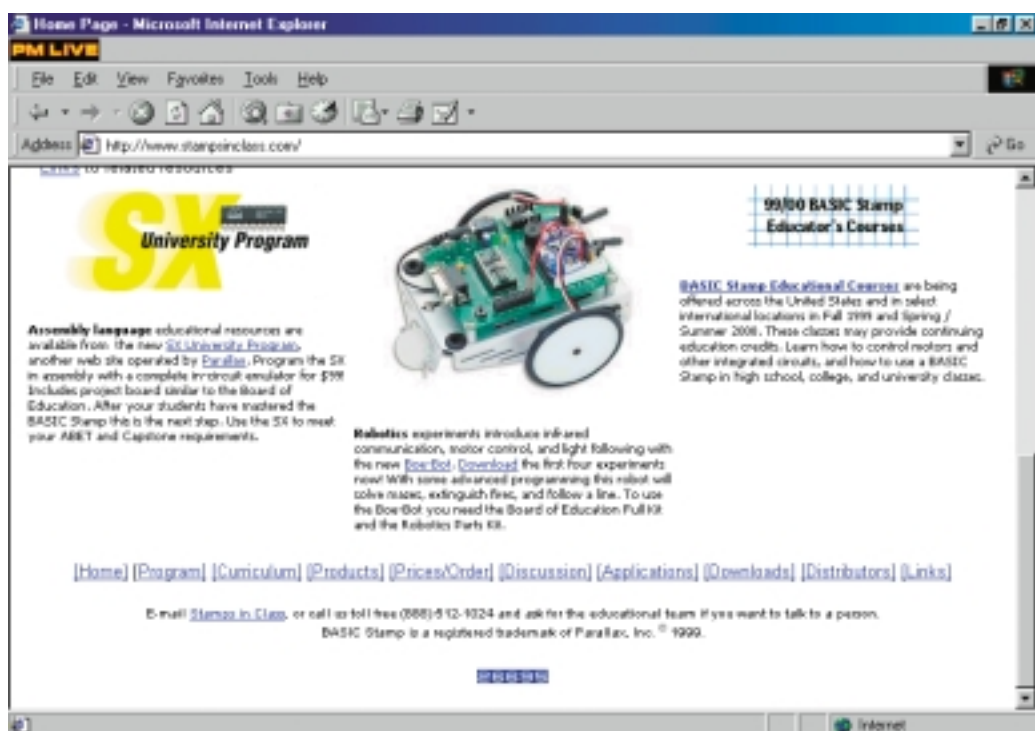 Home Page - Microsoft Internet Explorer
PM LIVE
File Edit View Favorites Tools Help
Address http://www.stampsinclass.com/ Go
Links to related resources
SX
University Program
Assembly language educational resources are
available from the new SX University Program,
another web site operated by Parallax. Program the SX
in assembly with a complete in-circuit emulator for $99!
Includes project board similar to the Board of
Education. After your students have mastered the
BASIC Stamp this is the next step. Use the SX to meet
your ABET and Capstone requirements.
Robotics experiments introduce infrared
communication, motor control, and light following with
the new Boe-Bot. Download the first four experiments
now! With some advanced programming this robot will
solve mazes, extinguish fires, and follow a line. To use
the Boe-Bot you need the Board of Education Full Kit
and the Robotics Parts Kit.
99/00 BASIC Stamp
Educator's Courses
BASIC Stamp Educational Courses are being
offered across the United States and in select
international locations in Fall 1999 and Spring /
Summer 2000. These classes may provide continuing
education credits. Learn how to control motors and
other integrated circuits, and how to use a BASIC
Stamp in high school, college, and university classes.
[Home] [Program] [Curriculum] [Products] [Prices/Order] [Discussion] [Applications] [Downloads] [Distributors] [Links]
E-mail Stamps in Class, or call us toll free (888)-512-1024 and ask for the educational team if you want to talk to a person.
BASIC Stamp is a registered trademark of Parallax, Inc. © 1999.
Internet